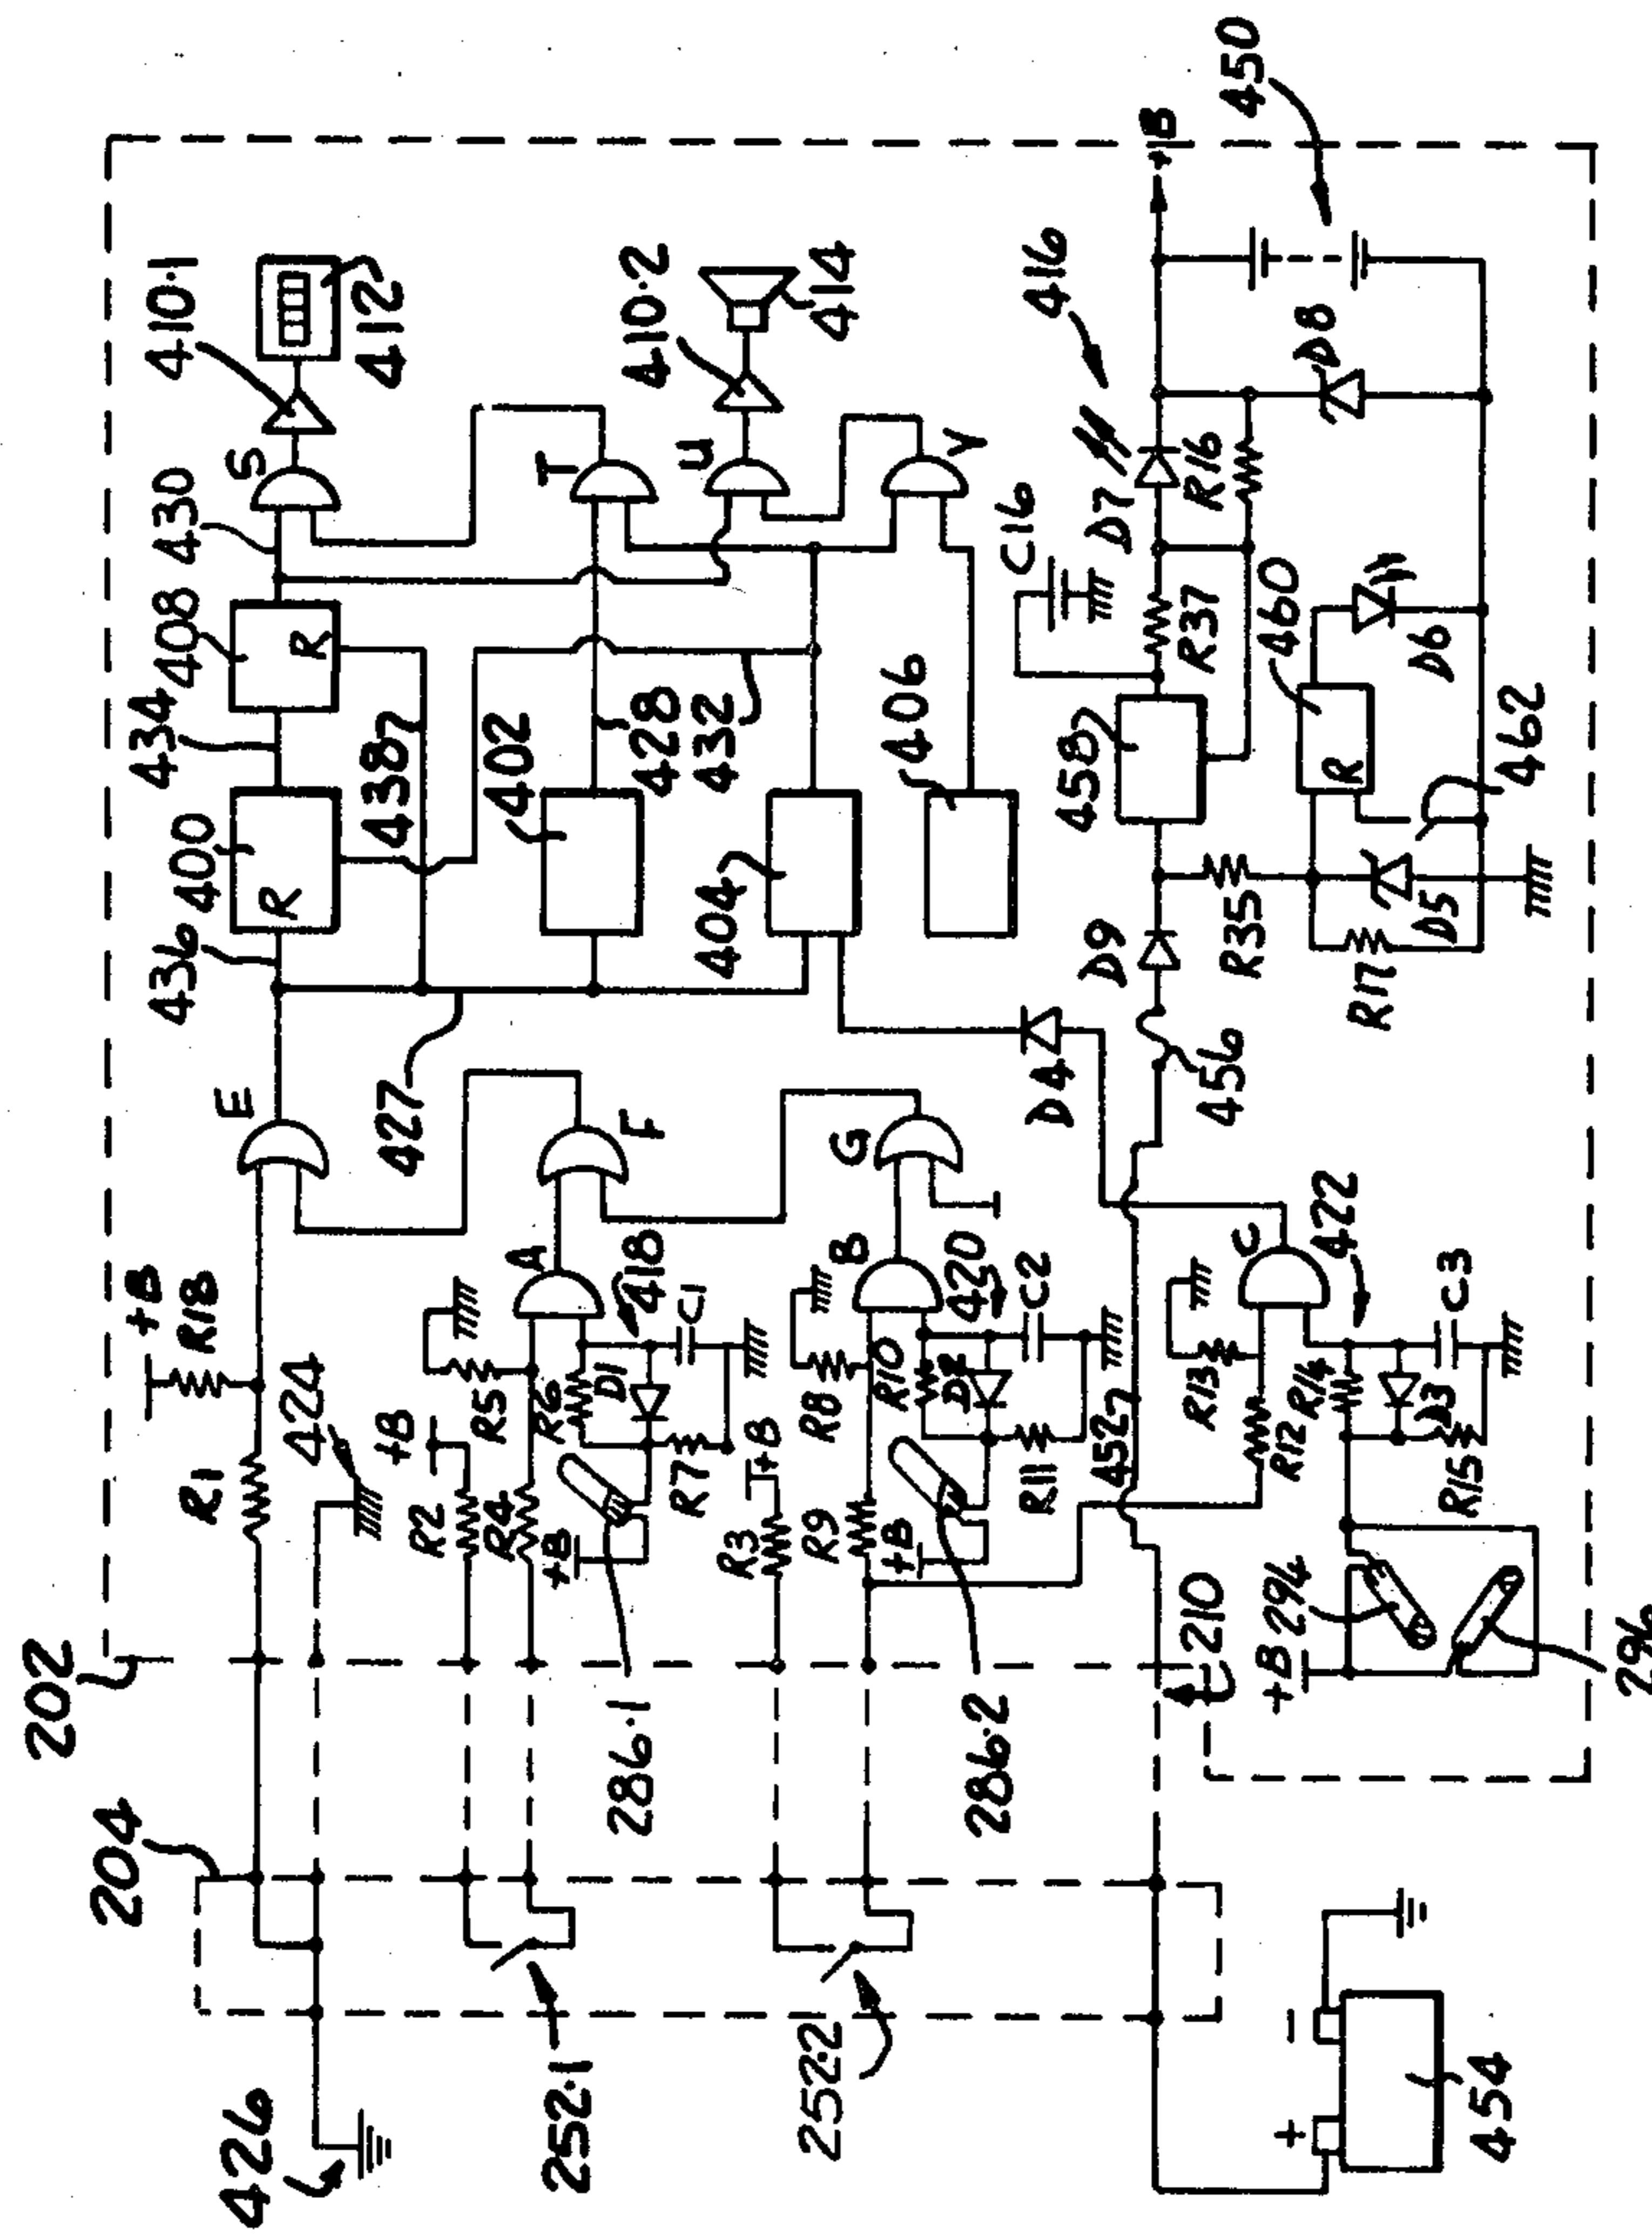 202
204
426
R1
+B
R18
424
E
436
400
R
434
408
R
430
S
410·1
412
438
427
402
428
432
T
410·2
U
414
V
404
406
252·1
R2
+B
R4
R5
A
418
R6
D1
C1
R7
+B
286·1
F
252·2
R3
+B
R9
R8
B
420
R10
D2
C2
R11
+B
286·2
G
452
D4
456
D9
458
R37
C16
D7
R16
416
+B
450
D8
R35
R17
D5
460
R
D6
462
210
+B
294
296
R12
R13
R14
C
422
C3
D3
R15
+
−
454